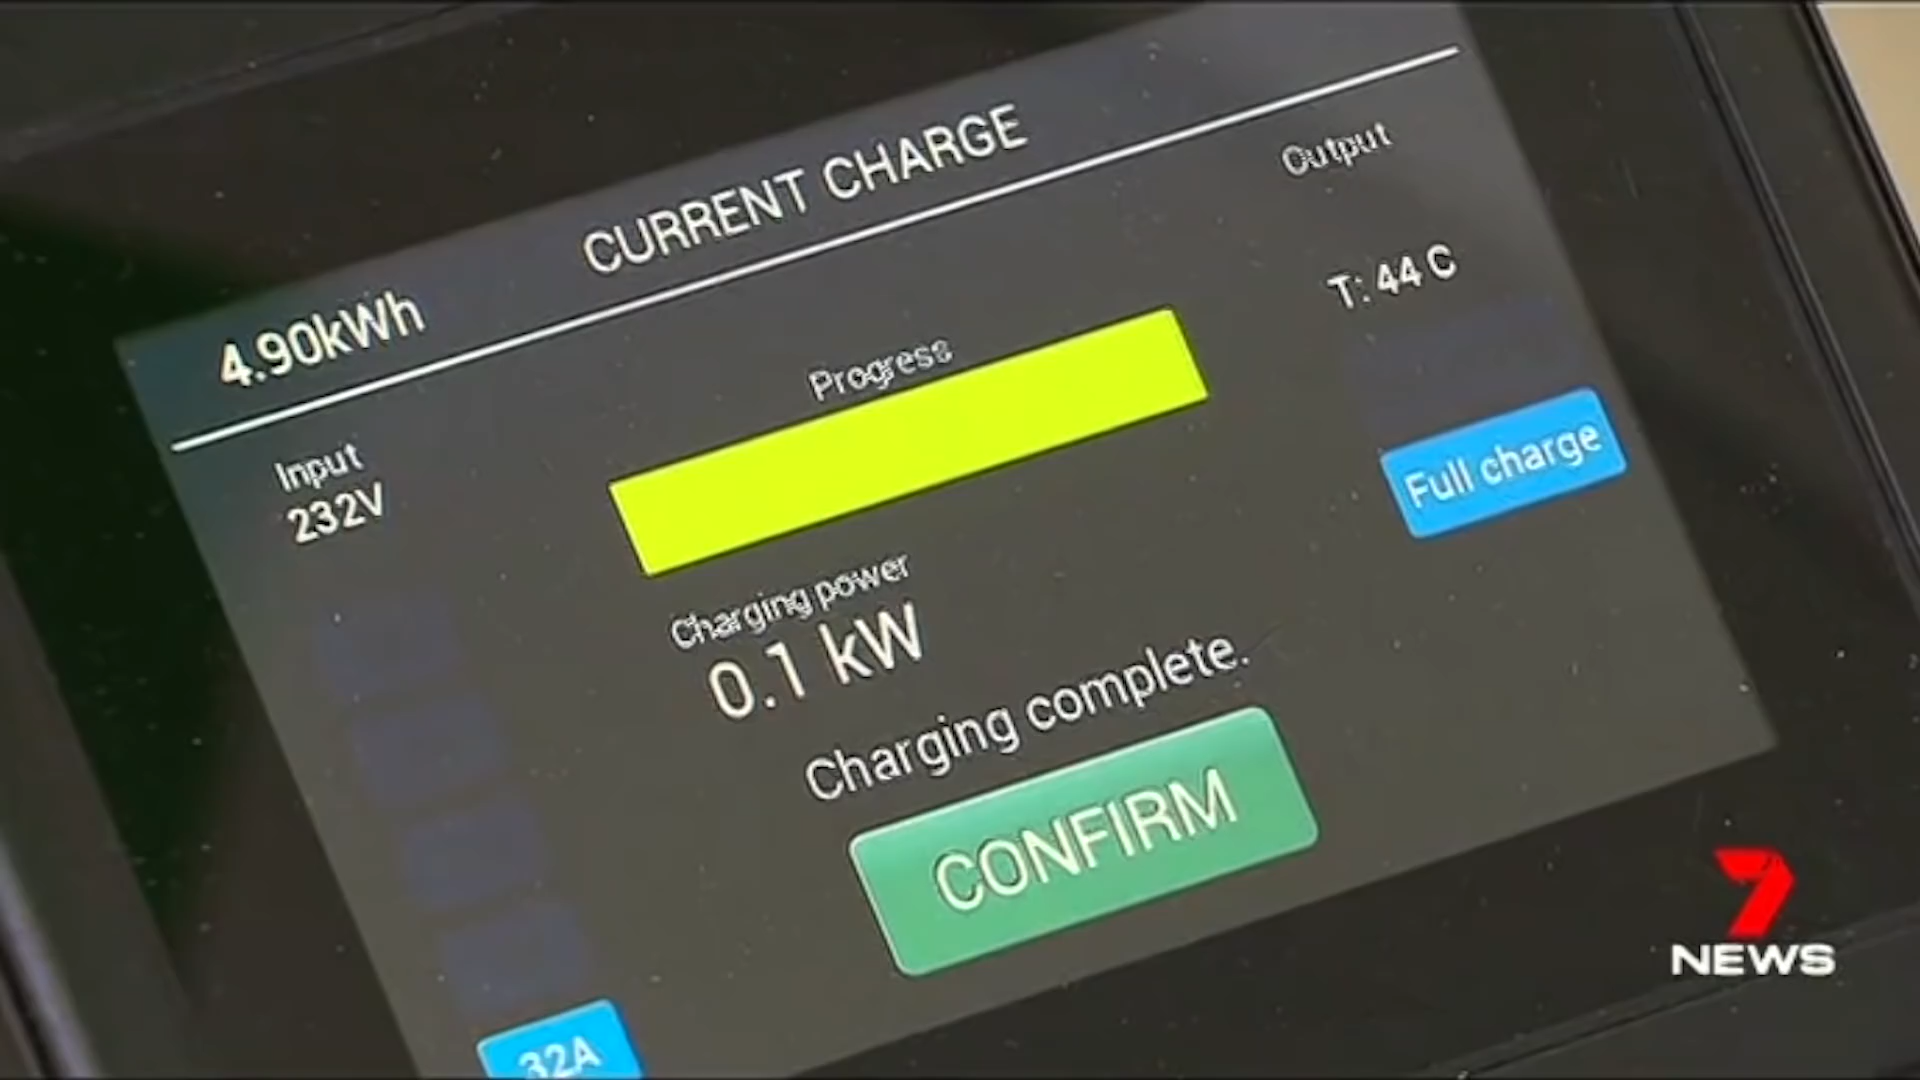 CURRENT CHARGE
4.90kWh
Output
Input
232V
Progress
T: 44 C
Full charge
Charging power
0.1 kW
Charging complete.
CONFIRM
32A
7
NEWS